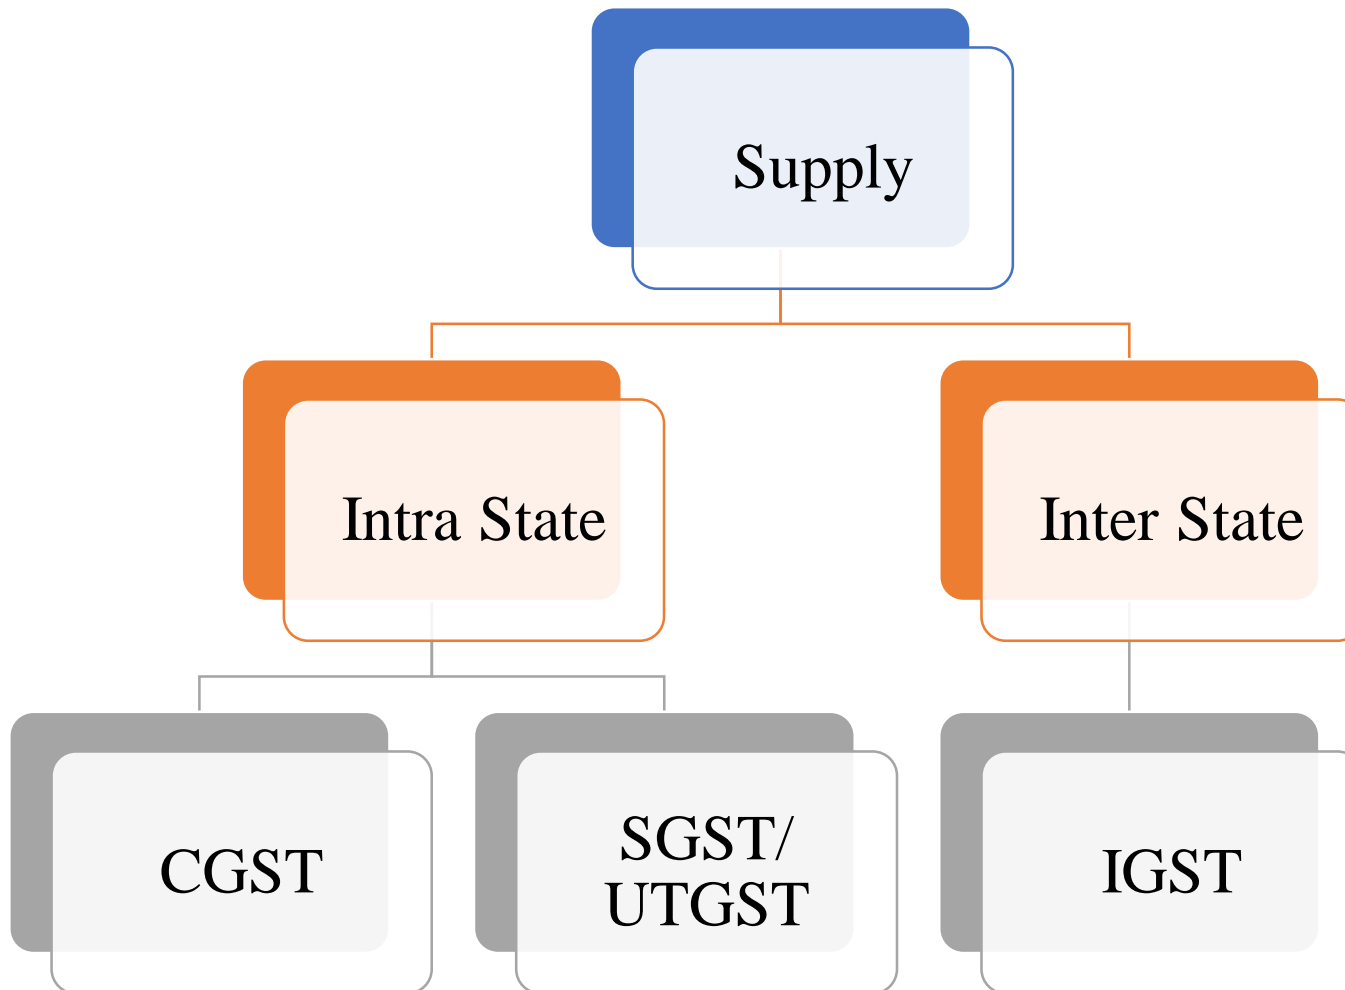 Supply
Intra State
Inter State
CGST
SGST/
UTGST
IGST